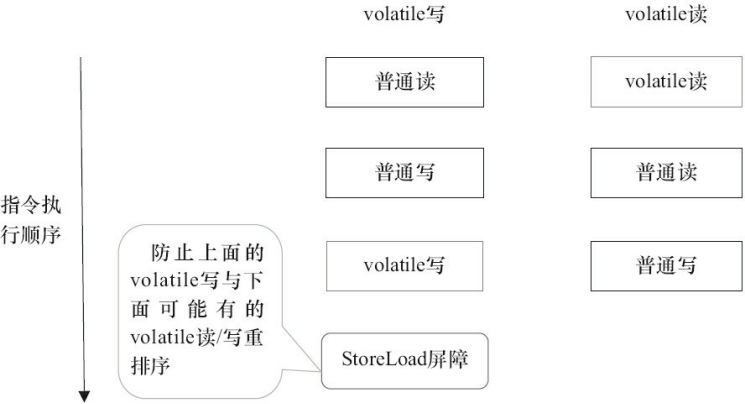 volatile写
volatile读
普通读
volatile读
普通写
普通读
指令执
行顺序
防止上面的
volatile写与下
面可能有的
volatile读/写重
排序
volatile写
普通写
StoreLoad屏障